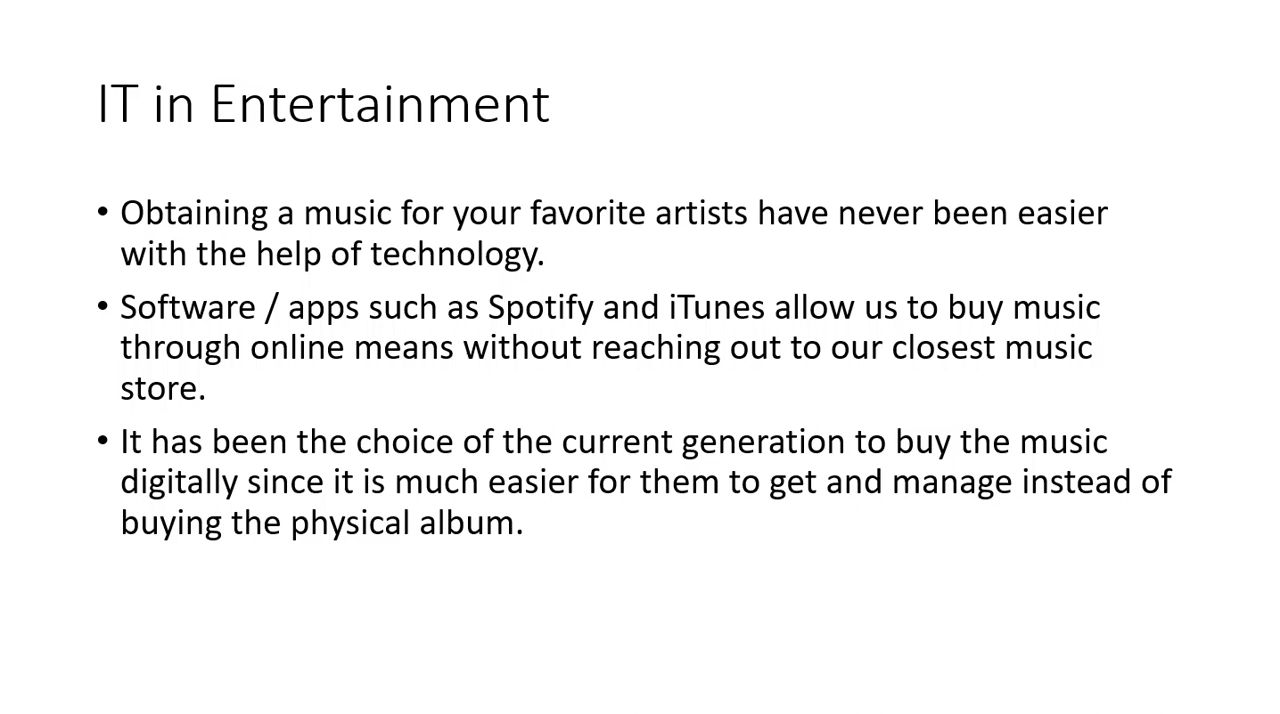 IT in Entertainment
• Obtaining a music for your favorite artists have never been easier
with the help of technology.
• Software / apps such as Spotify and iTunes allow us to buy music
through online means without reaching out to our closest music
store.
• It has been the choice of the current generation to buy the music
digitally since it is much easier for them to get and manage instead of
buying the physical album.